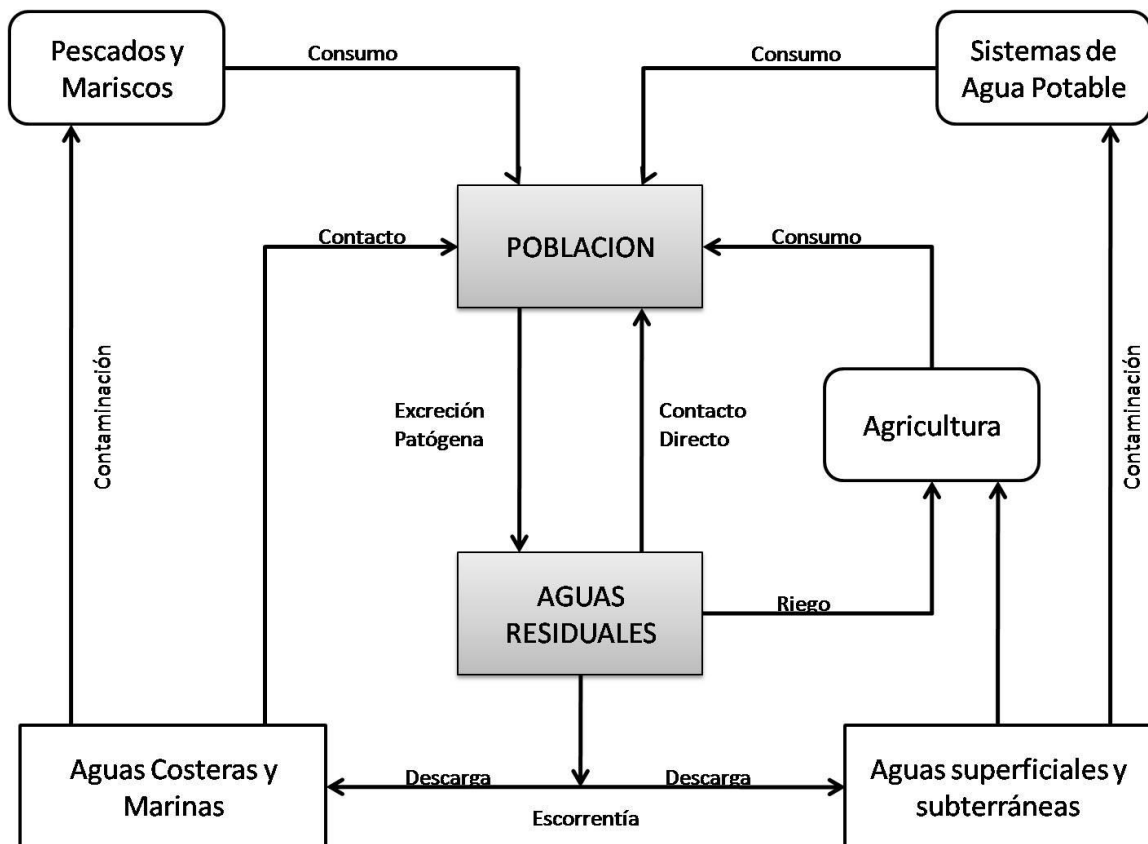 Pescados y
Mariscos
Consumo
Consumo
Sistemas de
Agua Potable
POBLACION
Contacto
Consumo
Contaminación
Excreción
Patógena
Contacto
Directo
Agricultura
Contaminación
AGUAS
RESIDUALES
Riego
Aguas Costeras y
Marinas
Descarga
Descarga
Escorrentía
Aguas superficiales y
subterráneas